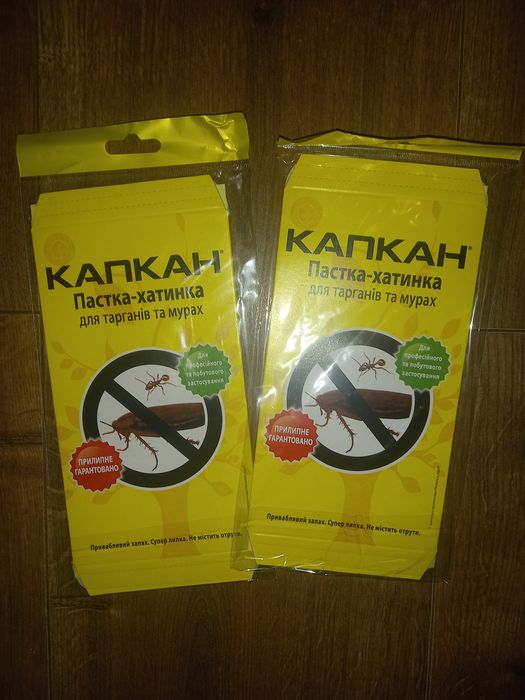 КАПКАН®
Пастка-хатинка
для тарганів та мурах
Для
професійного
та побутового
застосування
ПРИЛИПНЕ
ГАРАНТОВАНО
Привабливий запах. Супер липка. Не містить отрути.
КАПКАН®
Пастка-хатинка
для тарганів та мурах
Для
професійного
та побутового
застосування
ПРИЛИПНЕ
ГАРАНТОВАНО
Привабливий запах. Супер липка. Не містить отрути.